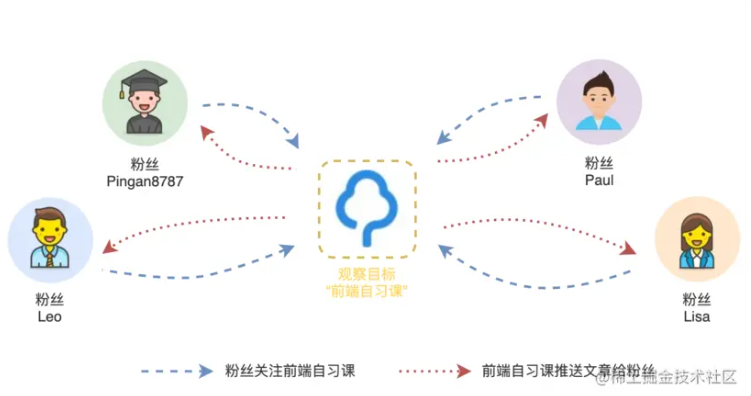 粉丝
Pingan8787
粉丝
Paul
粉丝
Leo
观察目标
“前端自习课”
粉丝
Lisa
粉丝关注前端自习课
前端自习课推送文章给粉丝
@稀土掘金技术社区